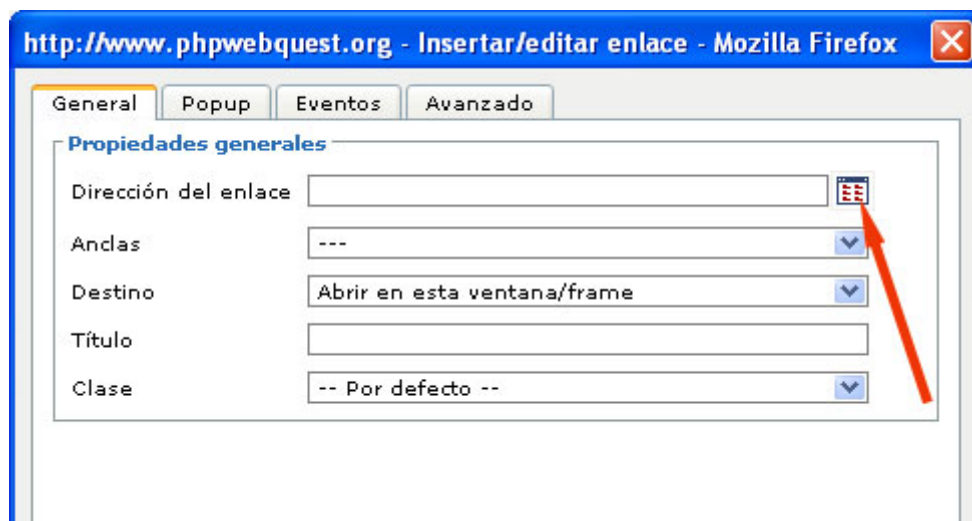 http://www.phpwebquest.org - Insertar/editar enlace - Mozilla Firefox
General Popup Eventos Avanzado
Propiedades generales
Dirección del enlace
Anclas ---
Destino Abrir en esta ventana/frame
Título
Clase -- Por defecto --